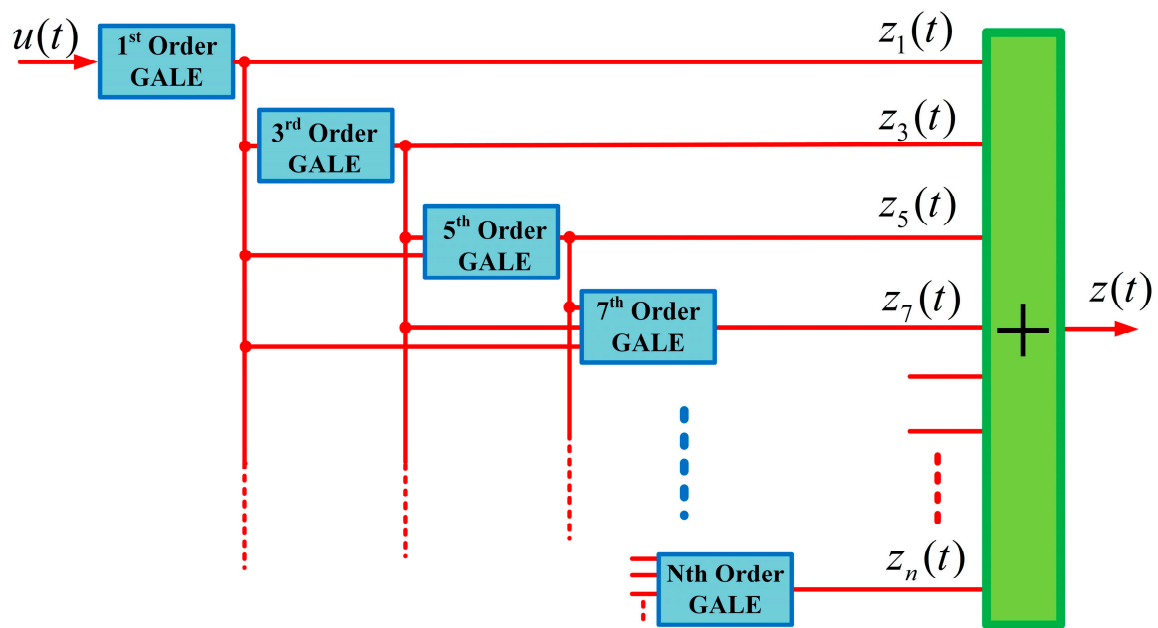 u(t)
1st Order
GALE
z1(t)
3rd Order
GALE
z3(t)
5th Order
GALE
z5(t)
7th Order
GALE
z7(t)
+
z(t)
Nth Order
GALE
zn(t)